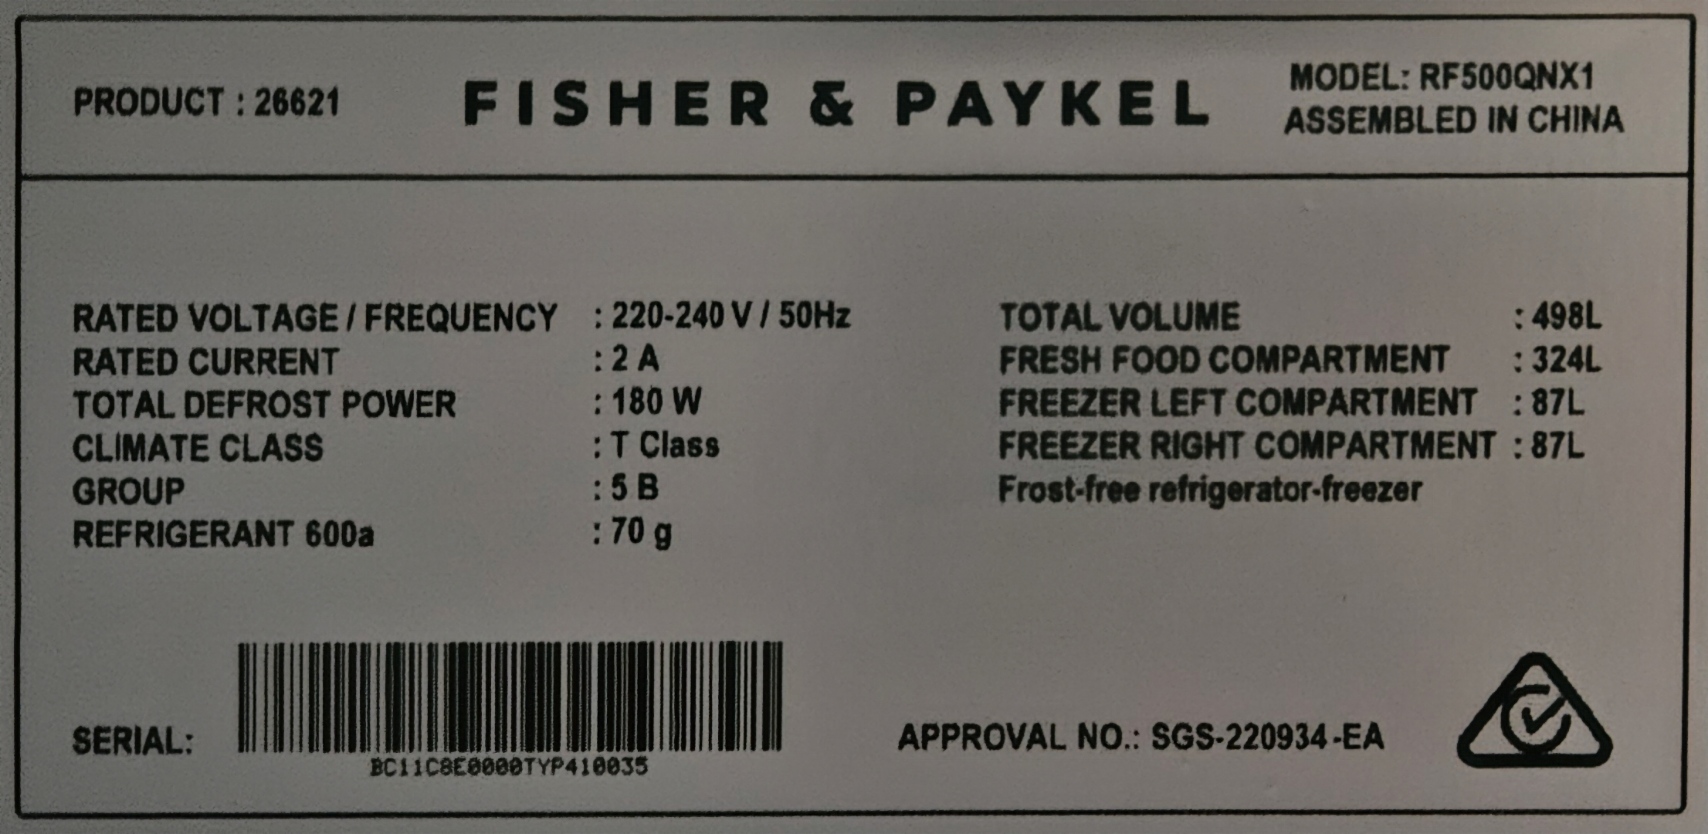 PRODUCT : 26621
FISHER & PAYKEL
MODEL: RF500QNX1
ASSEMBLED IN CHINA
RATED VOLTAGE / FREQUENCY : 220-240 V / 50Hz
RATED CURRENT : 2 A
TOTAL DEFROST POWER : 180 W
CLIMATE CLASS : T Class
GROUP : 5 B
REFRIGERANT 600a : 70 g
TOTAL VOLUME : 498L
FRESH FOOD COMPARTMENT : 324L
FREEZER LEFT COMPARTMENT : 87L
FREEZER RIGHT COMPARTMENT : 87L
Frost-free refrigerator-freezer
SERIAL:
BC11C8E0000TYP410035
APPROVAL NO.: SGS-220934-EA